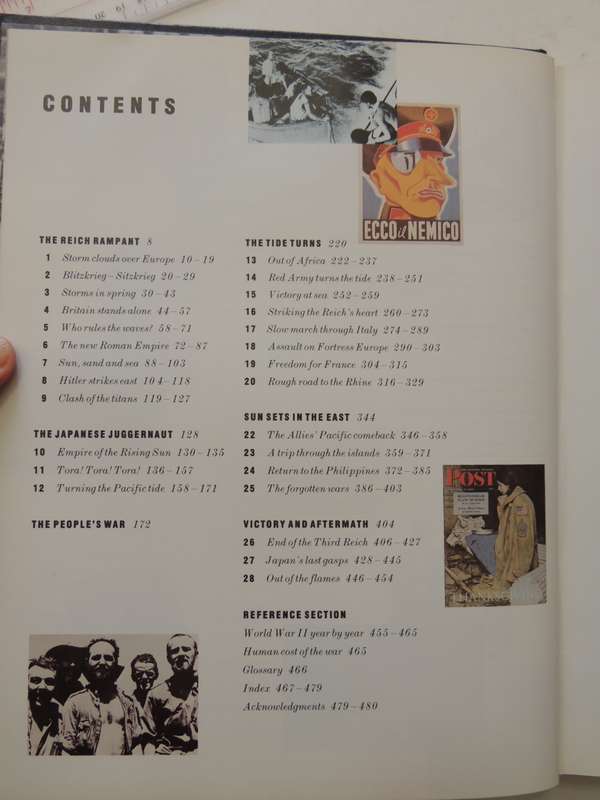 CONTENTS
ECCO il NEMICO
THE REICH RAMPANT 8
1 Storm clouds over Europe 10–19
2 Blitzkrieg – Sitzkrieg 20–29
3 Storms in spring 30–43
4 Britain stands alone 44–57
5 Who rules the waves? 58–71
6 The new Roman Empire 72–87
7 Sun, sand and sea 88–103
8 Hitler strikes east 104–118
9 Clash of the titans 119–127
THE JAPANESE JUGGERNAUT 128
10 Empire of the Rising Sun 130–135
11 Tora! Tora! Tora! 136–157
12 Turning the Pacific tide 158–171
THE PEOPLE'S WAR 172
THE TIDE TURNS 220
13 Out of Africa 222–237
14 Red Army turns the tide 238–251
15 Victory at sea 252–259
16 Striking the Reich's heart 260–273
17 Slow march through Italy 274–289
18 Assault on Fortress Europe 290–303
19 Freedom for France 304–315
20 Rough road to the Rhine 316–329
SUN SETS IN THE EAST 344
22 The Allies' Pacific comeback 346–358
23 A trip through the islands 359–371
24 Return to the Philippines 372–385
25 The forgotten wars 386–403
POST
VICTORY AND AFTERMATH 404
26 End of the Third Reich 406–427
27 Japan's last gasps 428–445
28 Out of the flames 446–454
REFERENCE SECTION
World War II year by year 455–465
Human cost of the war 465
Glossary 466
Index 467–479
Acknowledgments 479–480